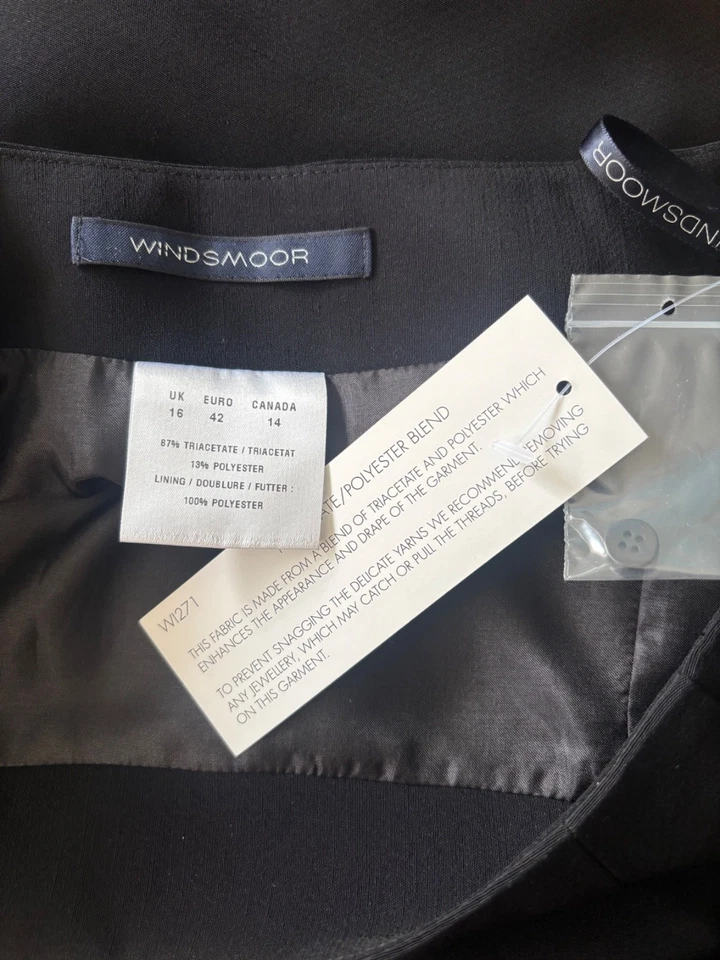 WINDSMOOR
NDSMOOR
UK EURO CANADA
16 42 14
87% TRIACETATE / TRIACETAT
13% POLYESTER
LINING / DOUBLURE / FUTTER :
100% POLYESTER
WI271
ATE/POLYESTER BLEND
THIS FABRIC IS MADE FROM A BLEND OF TRIACETATE AND POLYESTER WHICH
ENHANCES THE APPEARANCE AND DRAPE OF THE GARMENT.
TO PREVENT SNAGGING THE DELICATE YARNS WE RECOMMEND REMOVING
ANY JEWELLERY, WHICH MAY CATCH OR PULL THE THREADS, BEFORE TRYING
ON THIS GARMENT.